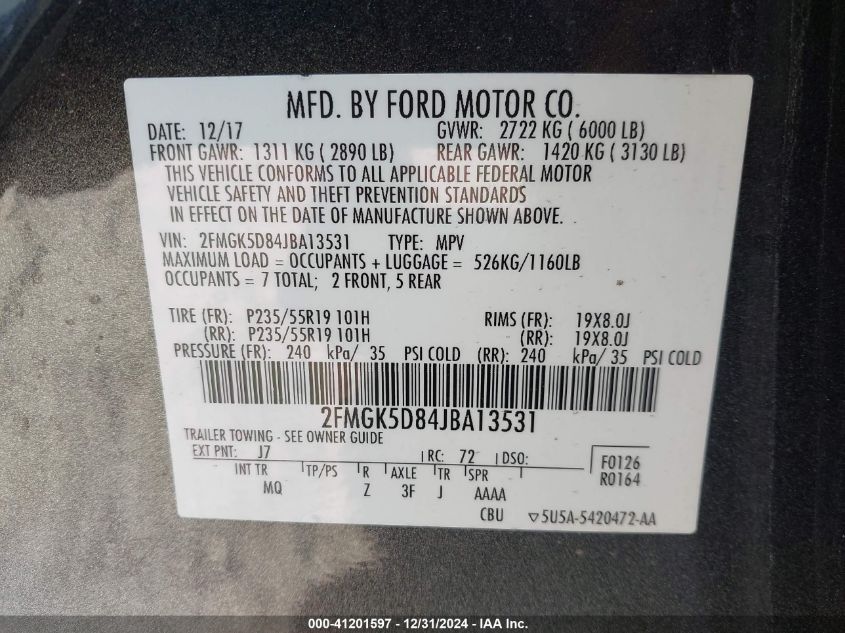 MFD. BY FORD MOTOR CO.
DATE: 12/17 GVWR: 2722 KG ( 6000 LB)
FRONT GAWR: 1311 KG ( 2890 LB) REAR GAWR: 1420 KG ( 3130 LB)
THIS VEHICLE CONFORMS TO ALL APPLICABLE FEDERAL MOTOR
VEHICLE SAFETY AND THEFT PREVENTION STANDARDS
IN EFFECT ON THE DATE OF MANUFACTURE SHOWN ABOVE.
VIN: 2FMGK5D84JBA13531 TYPE: MPV
MAXIMUM LOAD = OCCUPANTS + LUGGAGE = 526KG/1160LB
OCCUPANTS = 7 TOTAL; 2 FRONT, 5 REAR
TIRE (FR): P235/55R19 101H RIMS (FR): 19X8.0J
(RR): P235/55R19 101H (RR): 19X8.0J
PRESSURE (FR): 240 kPa/ 35 PSI COLD (RR): 240 kPa/ 35 PSI COLD
2FMGK5D84JBA13531
TRAILER TOWING - SEE OWNER GUIDE
EXT PNT: J7 RC: 72 DSO: F0126
INT TR TP/PS R AXLE TR SPR R0164
MQ Z 3F J AAAA
CBU ▽5U5A-5420472-AA
000-41201597 - 12/31/2024 - IAA Inc.